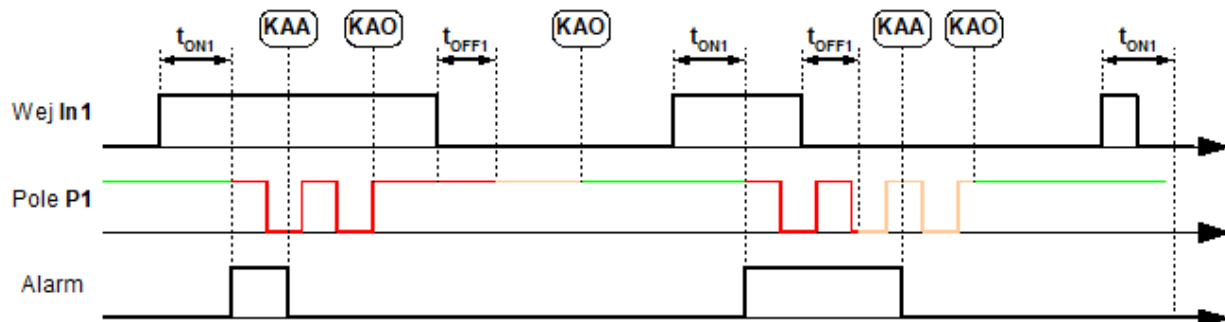 KAA KAO KAO KAA KAO
tON1 tOFF1 tON1 tOFF1 tON1
Wej In1
Pole P1
Alarm